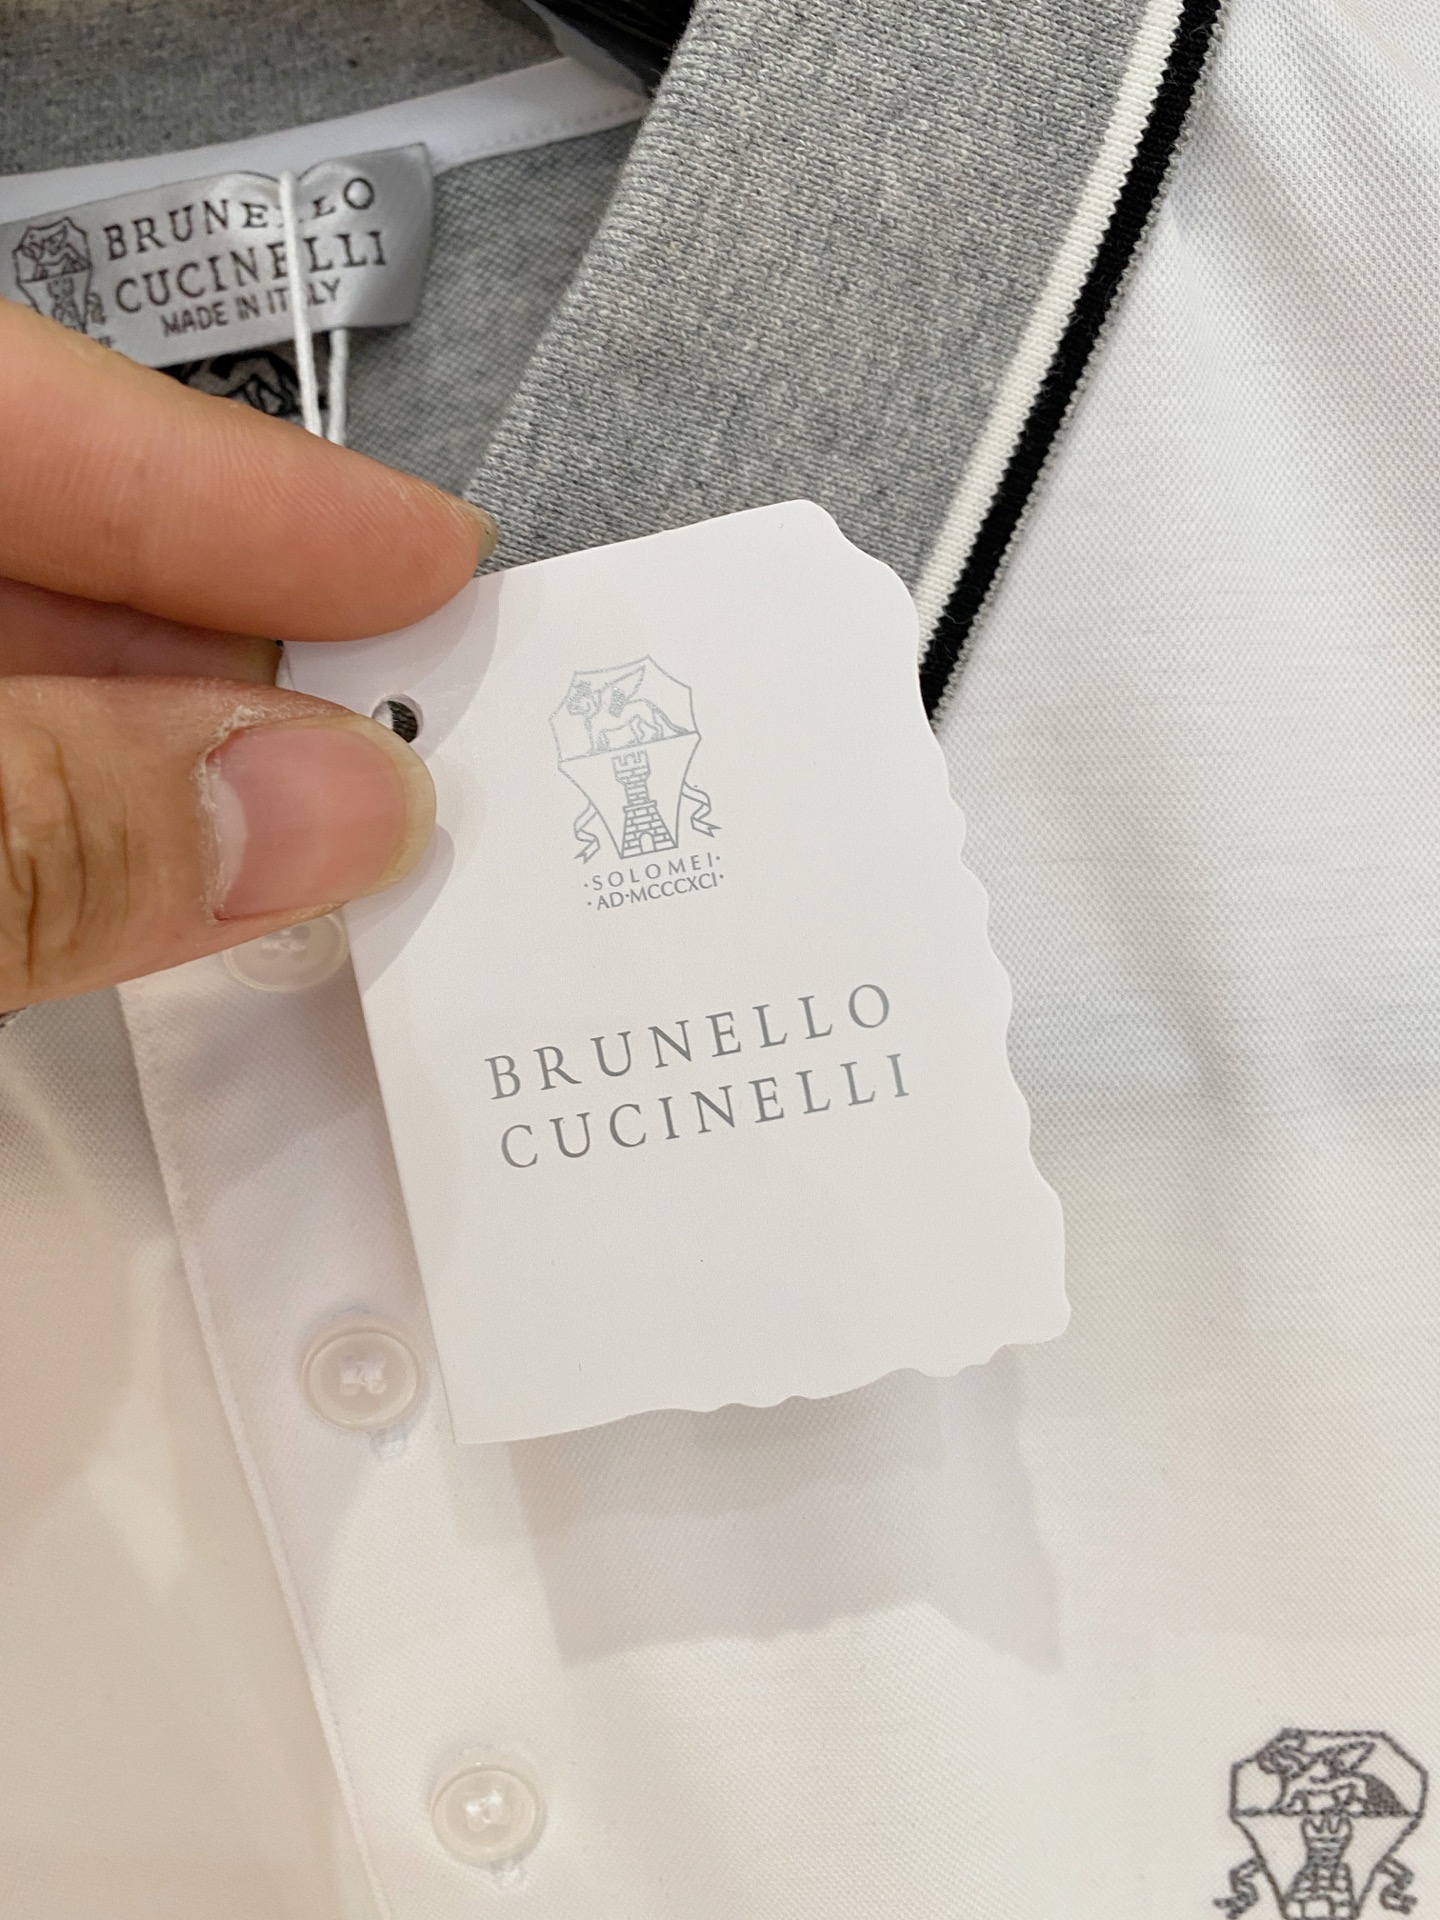 BRUNELLO
CUCINELLI
MADE IN ITALY
·SOLOMEI·
·AD·MCCCXCI·
BRUNELLO
CUCINELLI